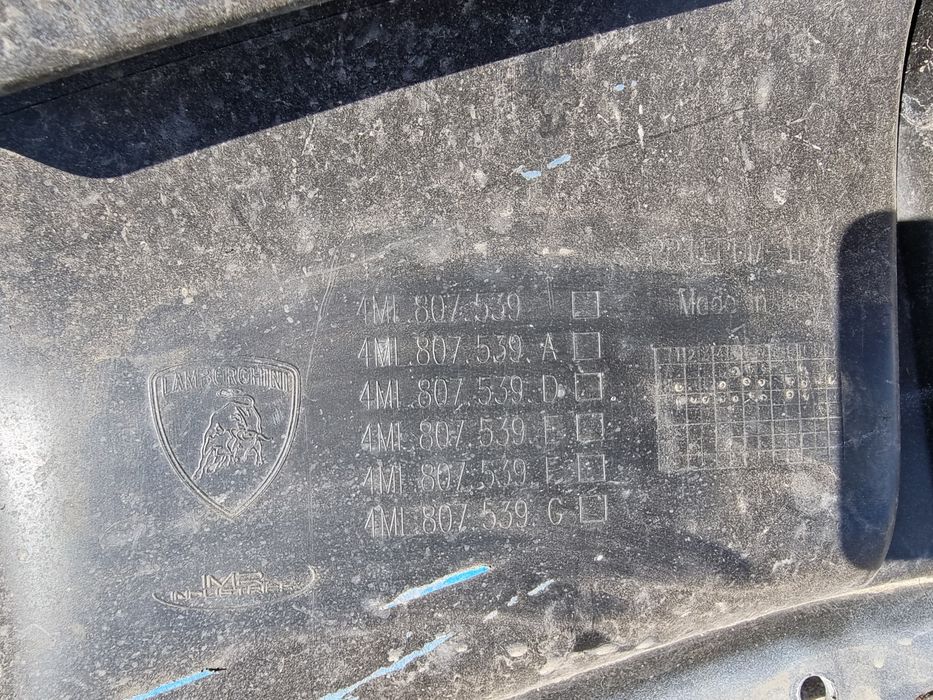 4ML.807.539
4ML.807.539.A
4ML.807.539.D
4ML.807.539.E
4ML.807.539.F
4ML.807.539.G
LAMBORGHINI
Made in
INDUSTRIES